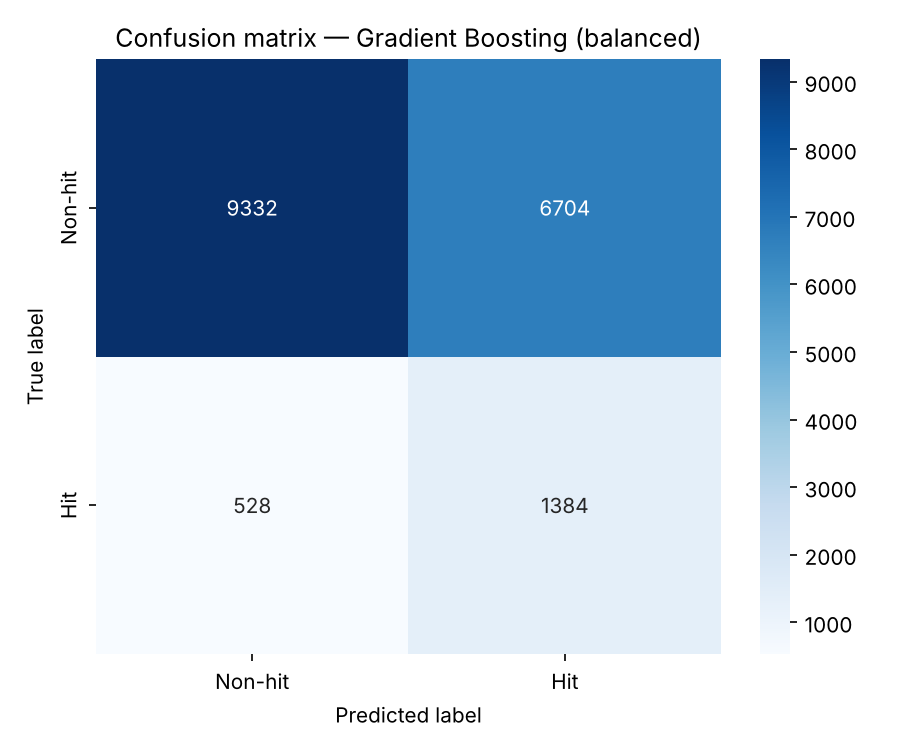 Confusion matrix — Gradient Boosting (balanced)
True label
Non-hit
Hit
9332
6704
528
1384
Non-hit
Hit
Predicted label
9000
8000
7000
6000
5000
4000
3000
2000
1000